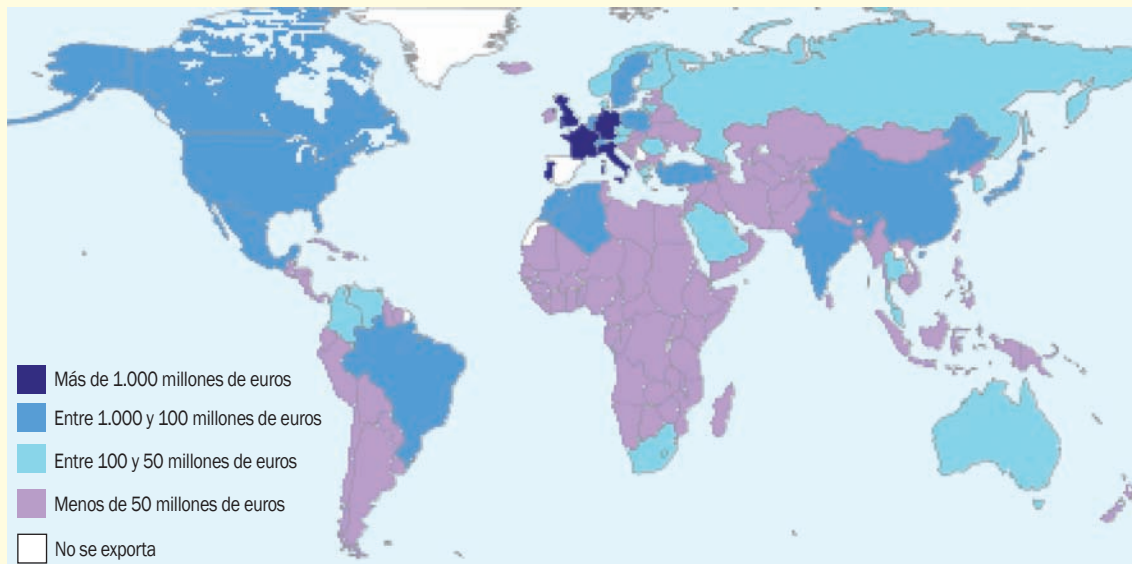 Más de 1.000 millones de euros
Entre 1.000 y 100 millones de euros
Entre 100 y 50 millones de euros
Menos de 50 millones de euros
No se exporta